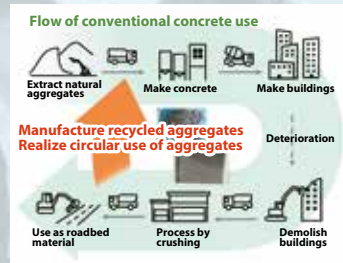 Flow of conventional concrete use
Extract natural
aggregates
Make concrete
Make buildings
Manufacture recycled aggregates
Realize circular use of aggregates
Deterioration
Use as roadbed
material
Process by
crushing
Demolish
buildings